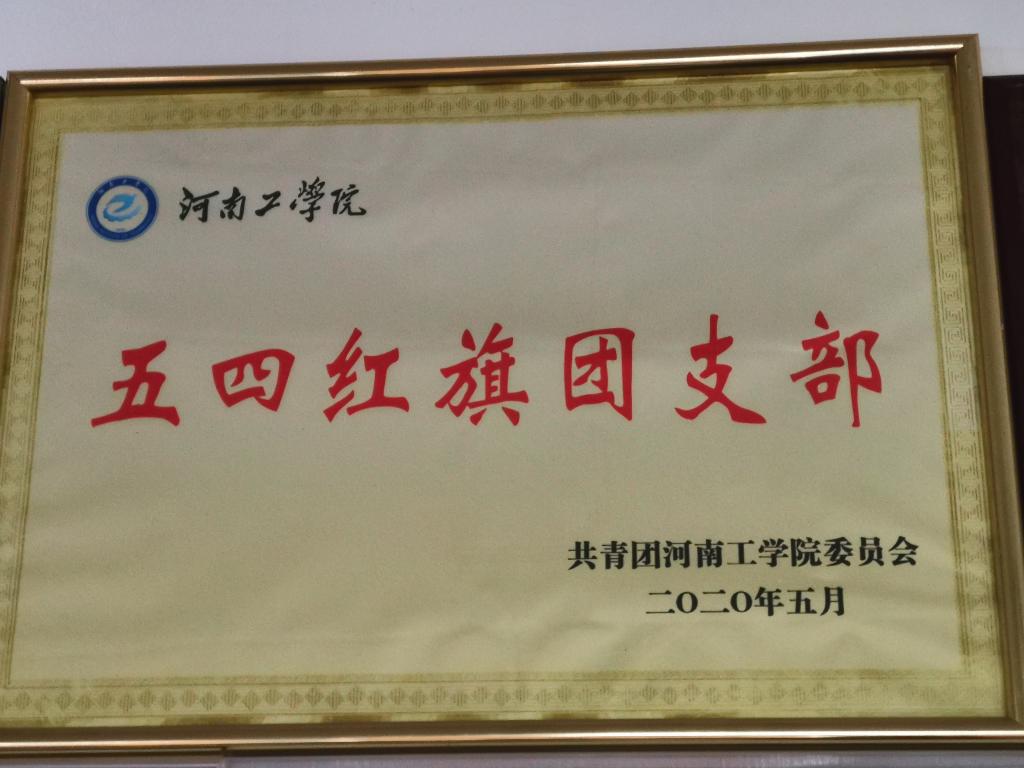 河南工學院
五四红旗团支部
共青团河南工学院委员会
二〇二〇年五月